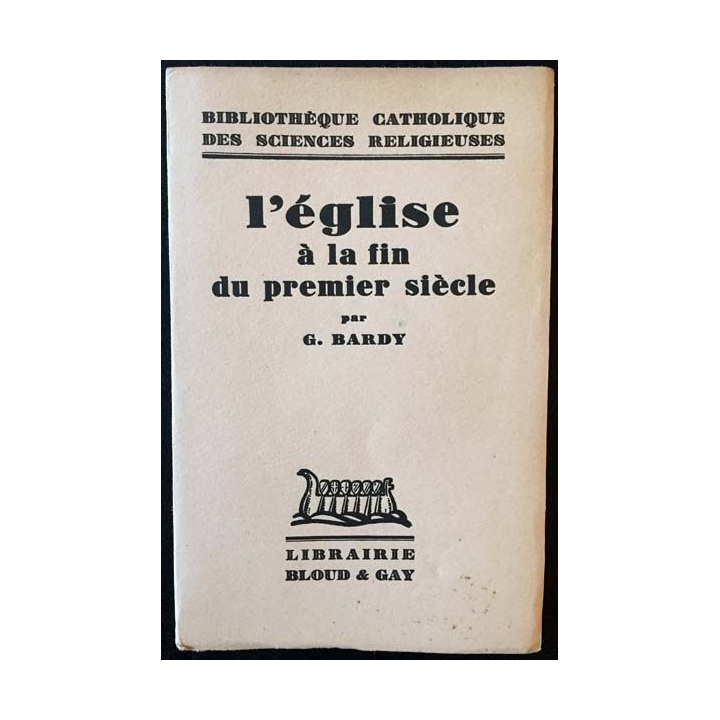 BIBLIOTHÈQUE CATHOLIQUE
DES SCIENCES RELIGIEUSES
l'église
à la fin
du premier siècle
par
G. BARDY
LIBRAIRIE
BLOUD & GAY